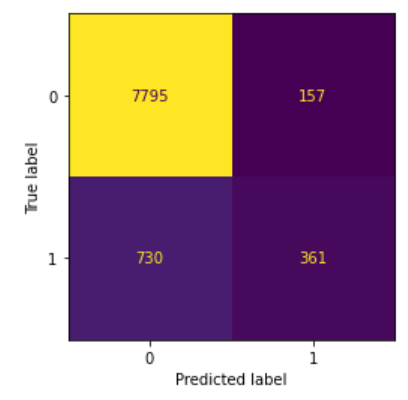 0
7795 157
True label
1
730 361
0 1
Predicted label